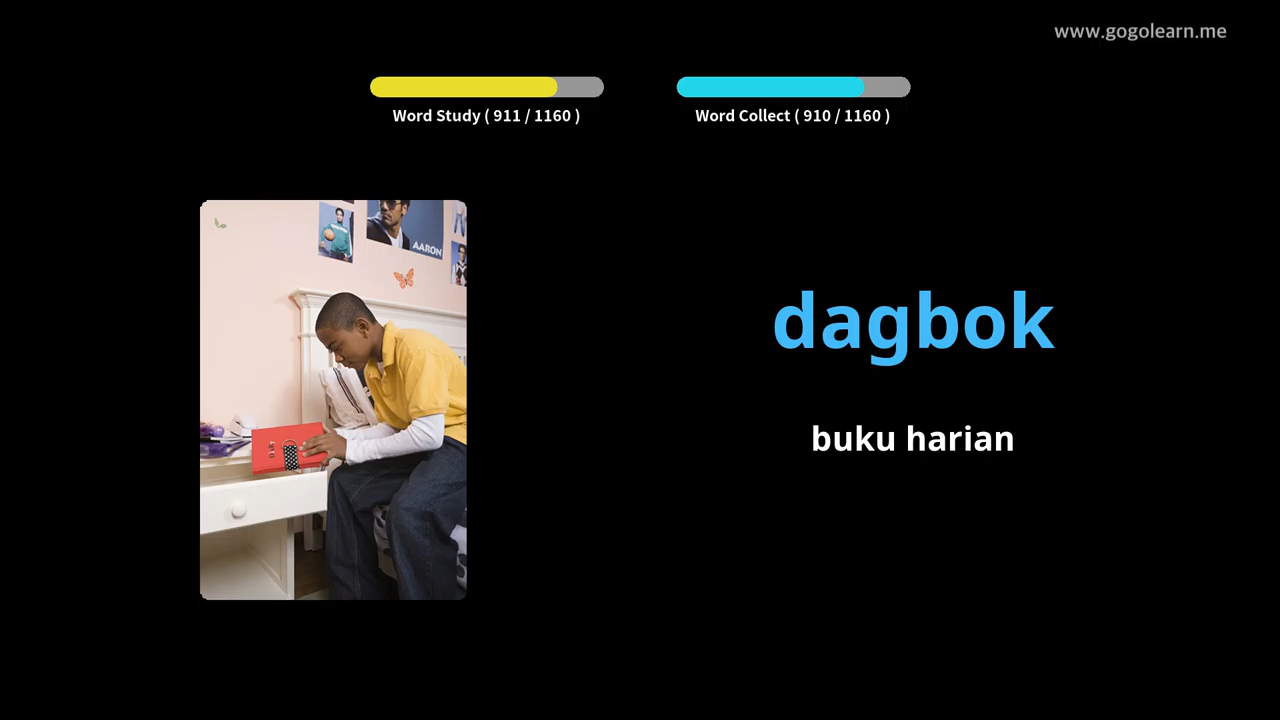 www.gogolearn.me
Word Study ( 911 / 1160 )
Word Collect ( 910 / 1160 )
AARON
dagbok
buku harian